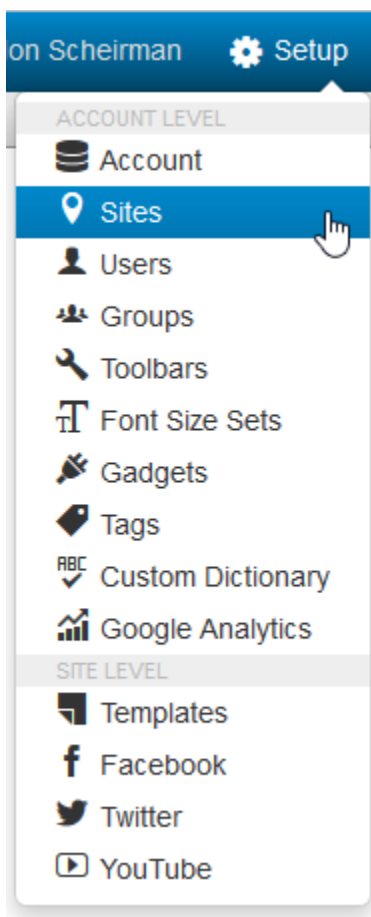 on Scheirman Setup
ACCOUNT LEVEL
Account
Sites
Users
Groups
Toolbars
Font Size Sets
Gadgets
Tags
ABC Custom Dictionary
Google Analytics
SITE LEVEL
Templates
Facebook
Twitter
YouTube